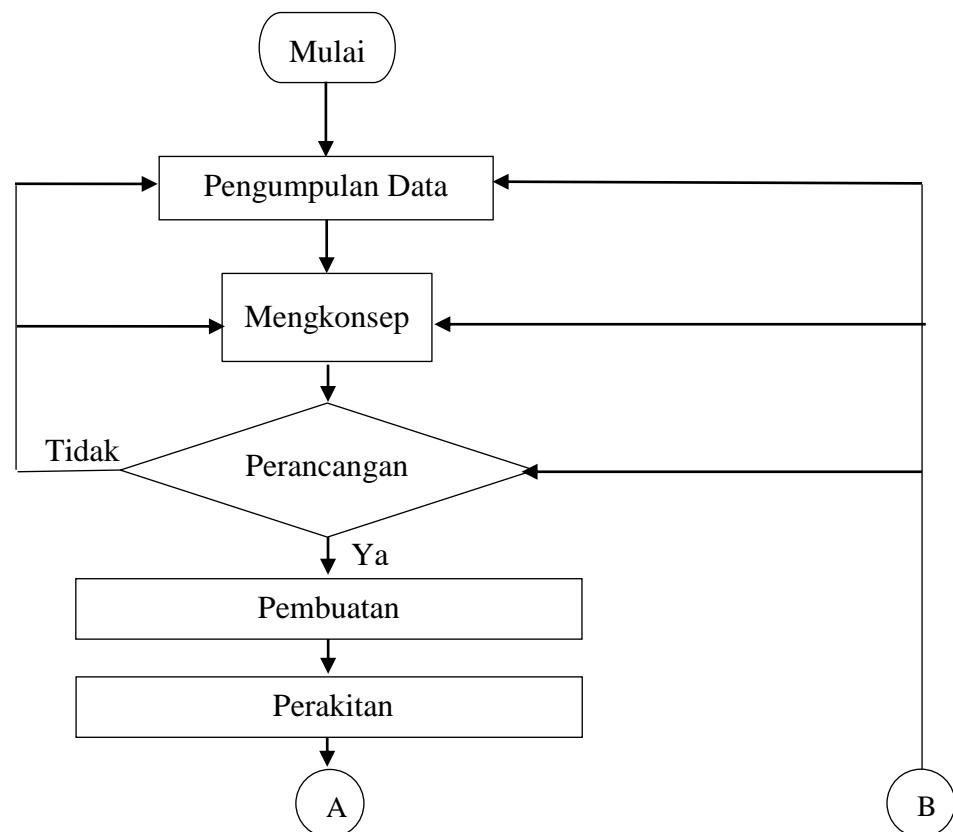 Mulai
Pengumpulan Data
Mengkonsep
Tidak
Perancangan
Ya
Pembuatan
Perakitan
A
B